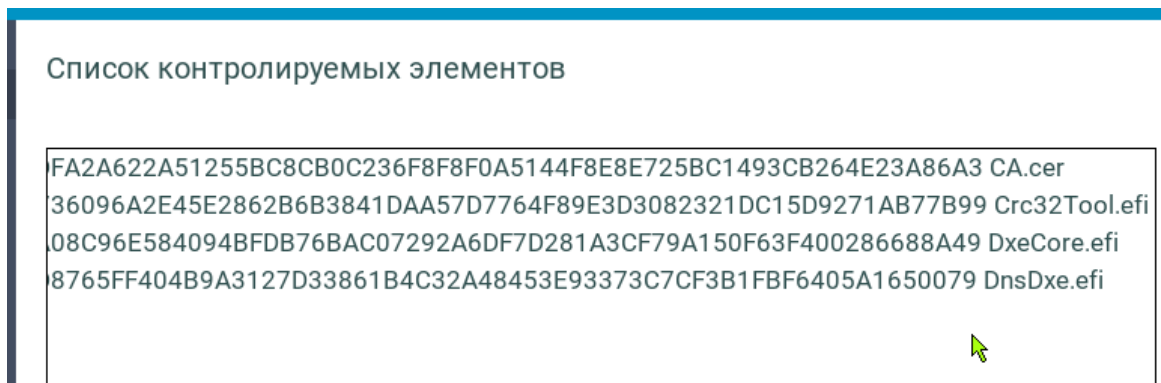 Список контролируемых элементов
FA2A622A51255BC8CB0C236F8F8F0A5144F8E8E725BC1493CB264E23A86A3 CA.cer
36096A2E45E2862B6B3841DAA57D7764F89E3D3082321DC15D9271AB77B99 Crc32Tool.efi
08C96E584094BFDB76BAC07292A6DF7D281A3CF79A150F63F400286688A49 DxeCore.efi
8765FF404B9A3127D33861B4C32A48453E93373C7CF3B1FBF6405A1650079 DnsDxe.efi